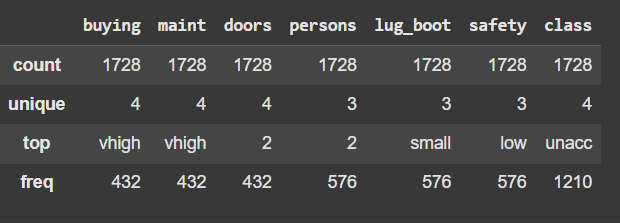 buying maint doors persons lug_boot safety class
count 1728 1728 1728 1728 1728 1728 1728
unique 4 4 4 3 3 3 4
top vhigh vhigh 2 2 small low unacc
freq 432 432 432 576 576 576 1210